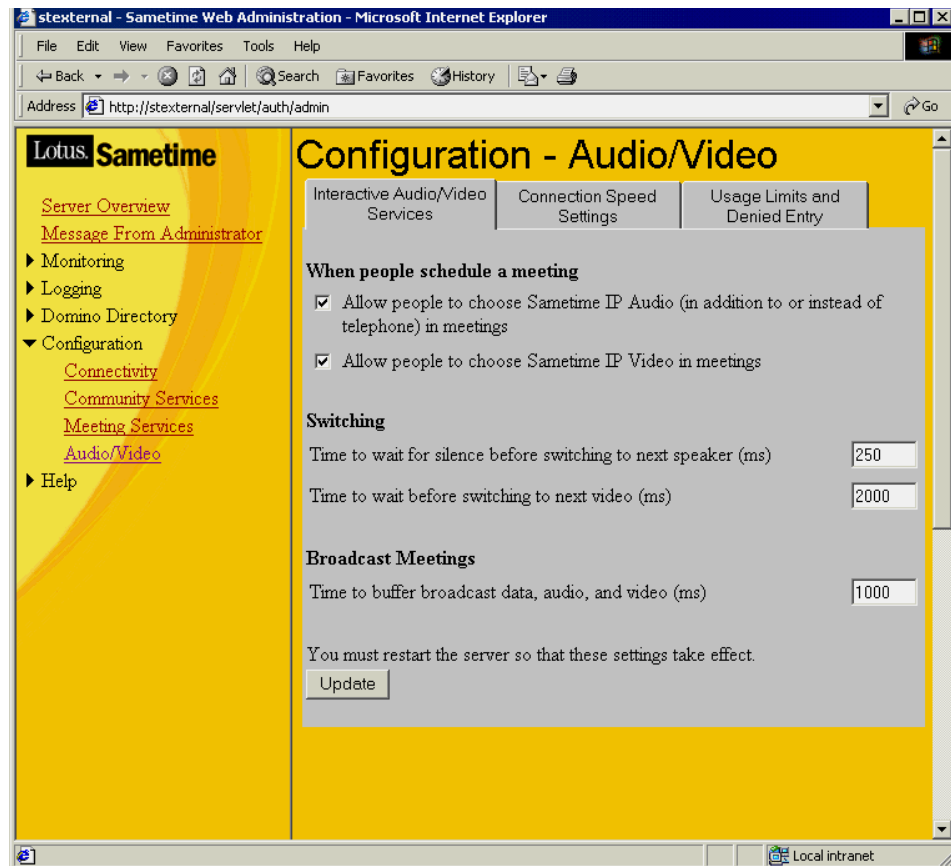 stexternal - Sametime Web Administration - Microsoft Internet Explorer
File Edit View Favorites Tools Help
Back Search Favorites History
Address http://stexternal/servlet/auth/admin Go
Lotus. Sametime
Server Overview
Message From Administrator
Monitoring
Logging
Domino Directory
Configuration
Connectivity
Community Services
Meeting Services
Audio/Video
Help
Configuration - Audio/Video
Interactive Audio/Video
Services
Connection Speed
Settings
Usage Limits and
Denied Entry
When people schedule a meeting
Allow people to choose Sametime IP Audio (in addition to or instead of
telephone) in meetings
Allow people to choose Sametime IP Video in meetings
Switching
Time to wait for silence before switching to next speaker (ms) 250
Time to wait before switching to next video (ms) 2000
Broadcast Meetings
Time to buffer broadcast data, audio, and video (ms) 1000
You must restart the server so that these settings take effect.
Update
Local intranet